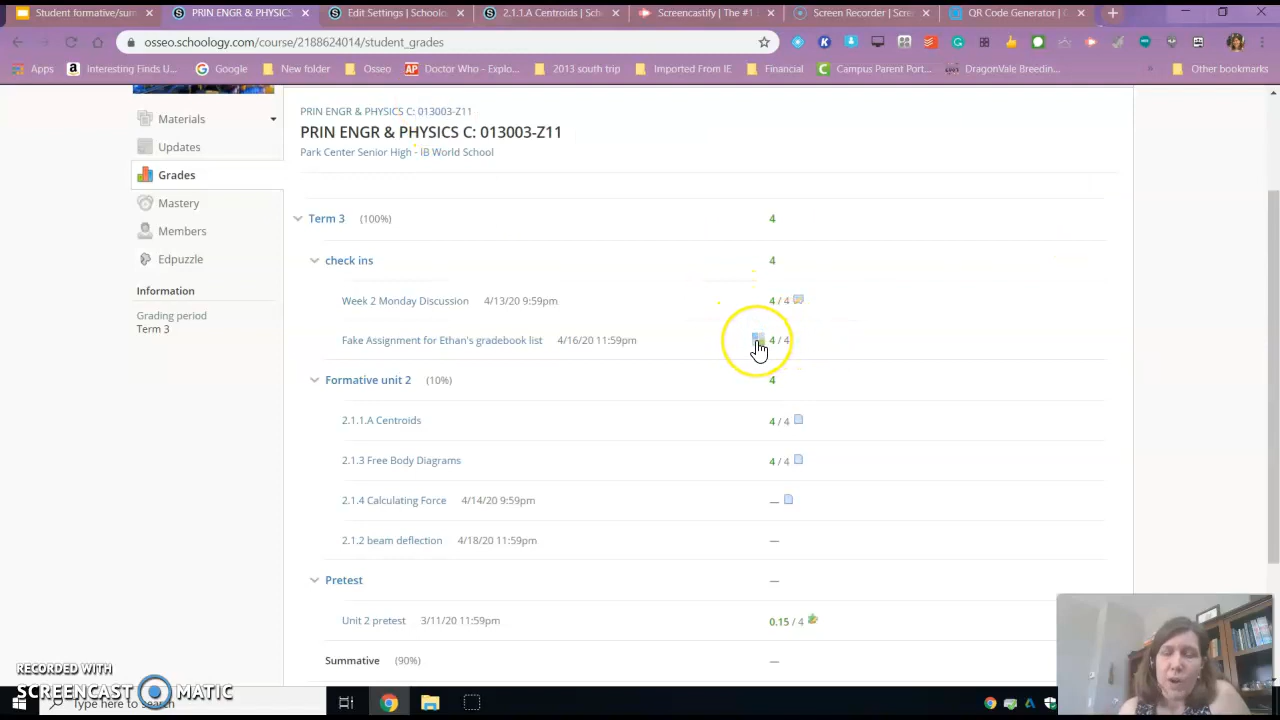 Student formative/sum
PRIN ENGR & PHYSICS
Edit Settings | Schoolo
2.1.1.A Centroids | Sch
Screencastify | The #1
Screen Recorder | Scre
QR Code Generator | C
osseo.schoology.com/course/2188624014/student_grades
Apps
Interesting Finds U...
Google
New folder
Osseo
Doctor Who - Explo...
2013 south trip
Imported From IE
Financial
Campus Parent Port...
DragonVale Breedin...
Other bookmarks
Materials
Updates
Grades
Mastery
Members
Edpuzzle
Information
Grading period
Term 3
PRIN ENGR & PHYSICS C: 013003-Z11
PRIN ENGR & PHYSICS C: 013003-Z11
Park Center Senior High - IB World School
Term 3 (100%) 4
check ins 4
Week 2 Monday Discussion 4/13/20 9:59pm 4 / 4
Fake Assignment for Ethan's gradebook list 4/16/20 11:59pm 4 / 4
Formative unit 2 (10%) 4
2.1.1.A Centroids 4 / 4
2.1.3 Free Body Diagrams 4 / 4
2.1.4 Calculating Force 4/14/20 9:59pm —
2.1.2 beam deflection 4/18/20 11:59pm —
Pretest —
Unit 2 pretest 3/11/20 11:59pm 0.15 / 4
Summative (90%) —
RECORDED WITH
SCREENCAST MATIC
Type here to search